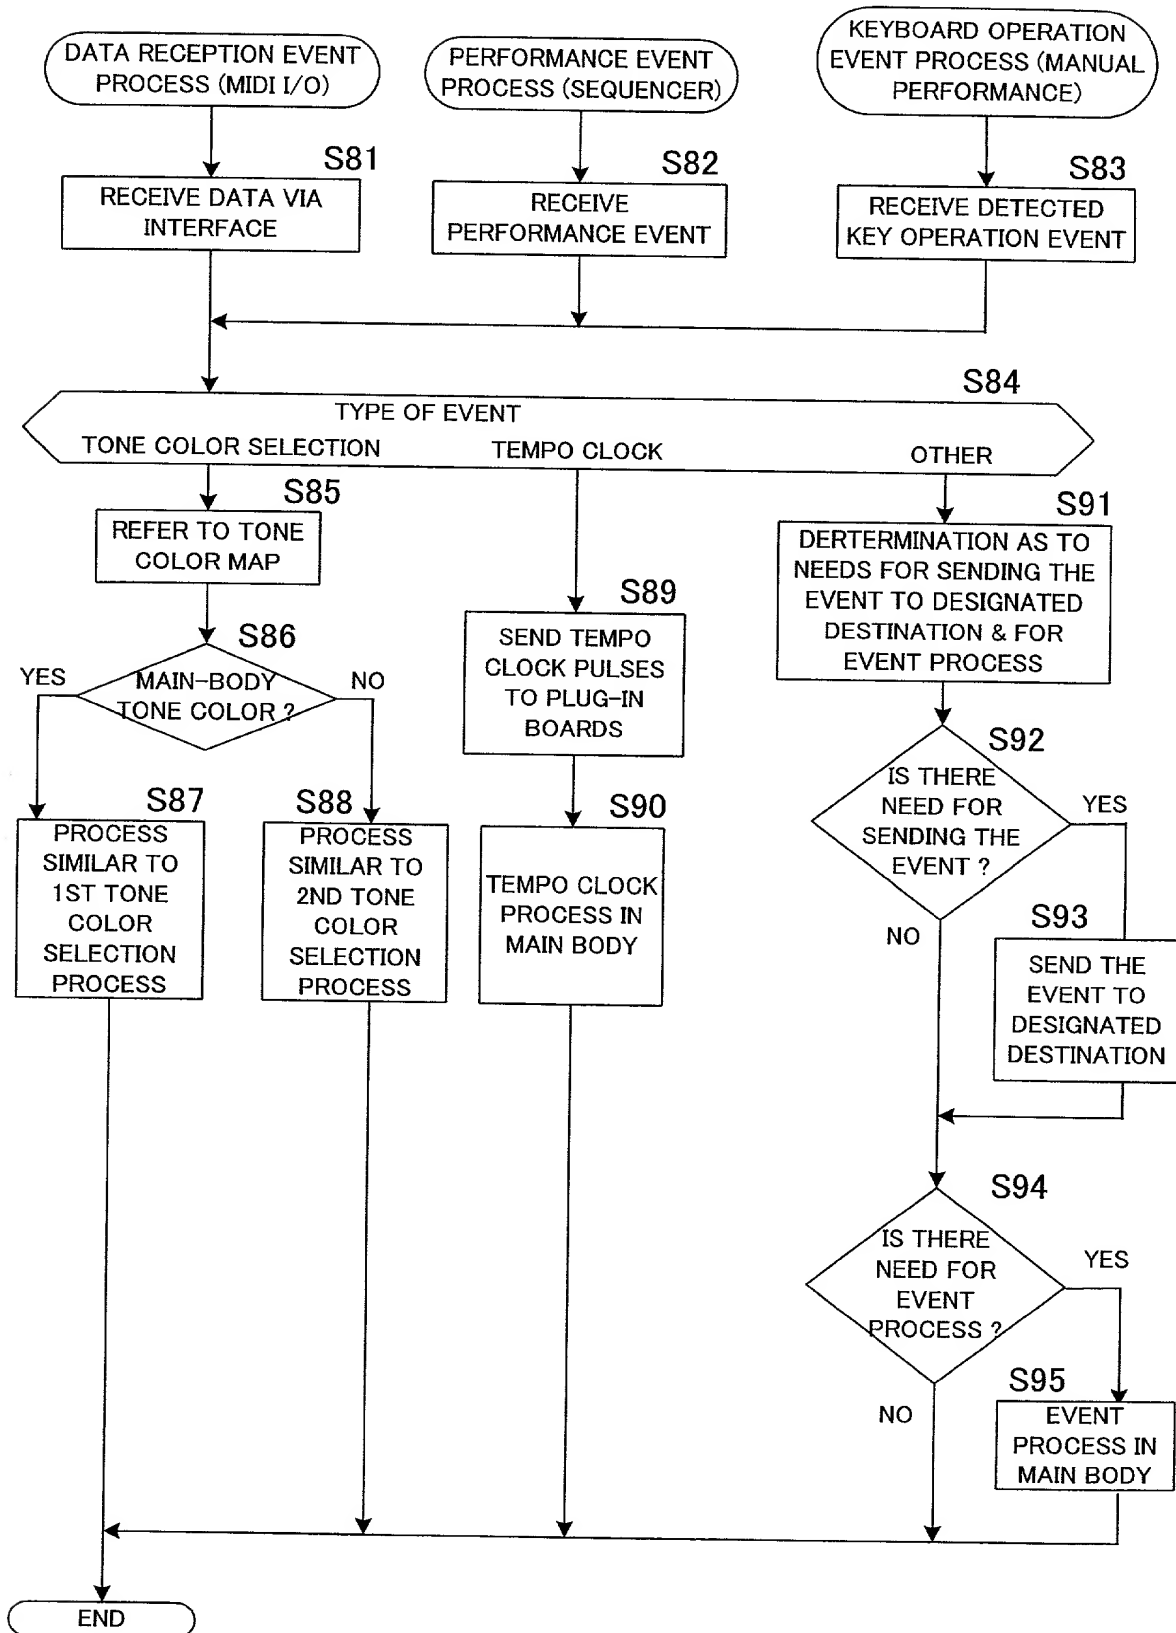 DATA RECEPTION EVENT
PROCESS (MIDI I/O)
PERFORMANCE EVENT
PROCESS (SEQUENCER)
KEYBOARD OPERATION
EVENT PROCESS (MANUAL
PERFORMANCE)
S81
RECEIVE DATA VIA
INTERFACE
S82
RECEIVE
PERFORMANCE EVENT
S83
RECEIVE DETECTED
KEY OPERATION EVENT
S84
TYPE OF EVENT
TONE COLOR SELECTION
TEMPO CLOCK
OTHER
S85
REFER TO TONE
COLOR MAP
S86
YES
MAIN-BODY
TONE COLOR ?
NO
S87
PROCESS
SIMILAR TO
1ST TONE
COLOR
SELECTION
PROCESS
S88
PROCESS
SIMILAR TO
2ND TONE
COLOR
SELECTION
PROCESS
S89
SEND TEMPO
CLOCK PULSES
TO PLUG-IN
BOARDS
S90
TEMPO CLOCK
PROCESS IN
MAIN BODY
S91
DERTERMINATION AS TO
NEEDS FOR SENDING THE
EVENT TO DESIGNATED
DESTINATION & FOR
EVENT PROCESS
S92
IS THERE
NEED FOR
SENDING THE
EVENT ?
YES
NO
S93
SEND THE
EVENT TO
DESIGNATED
DESTINATION
S94
IS THERE
NEED FOR
EVENT
PROCESS ?
YES
NO
S95
EVENT
PROCESS IN
MAIN BODY
END